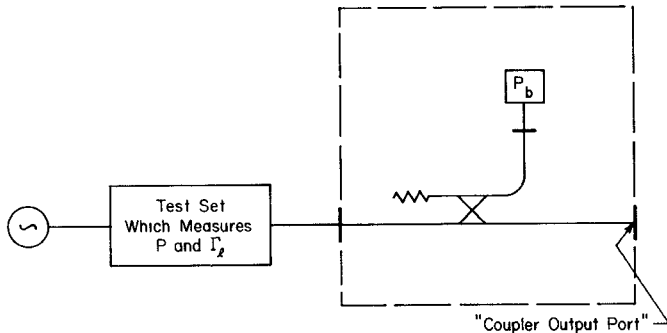 P_b
Test Set
Which Measures
P and Γ_ℓ
"Coupler Output Port"